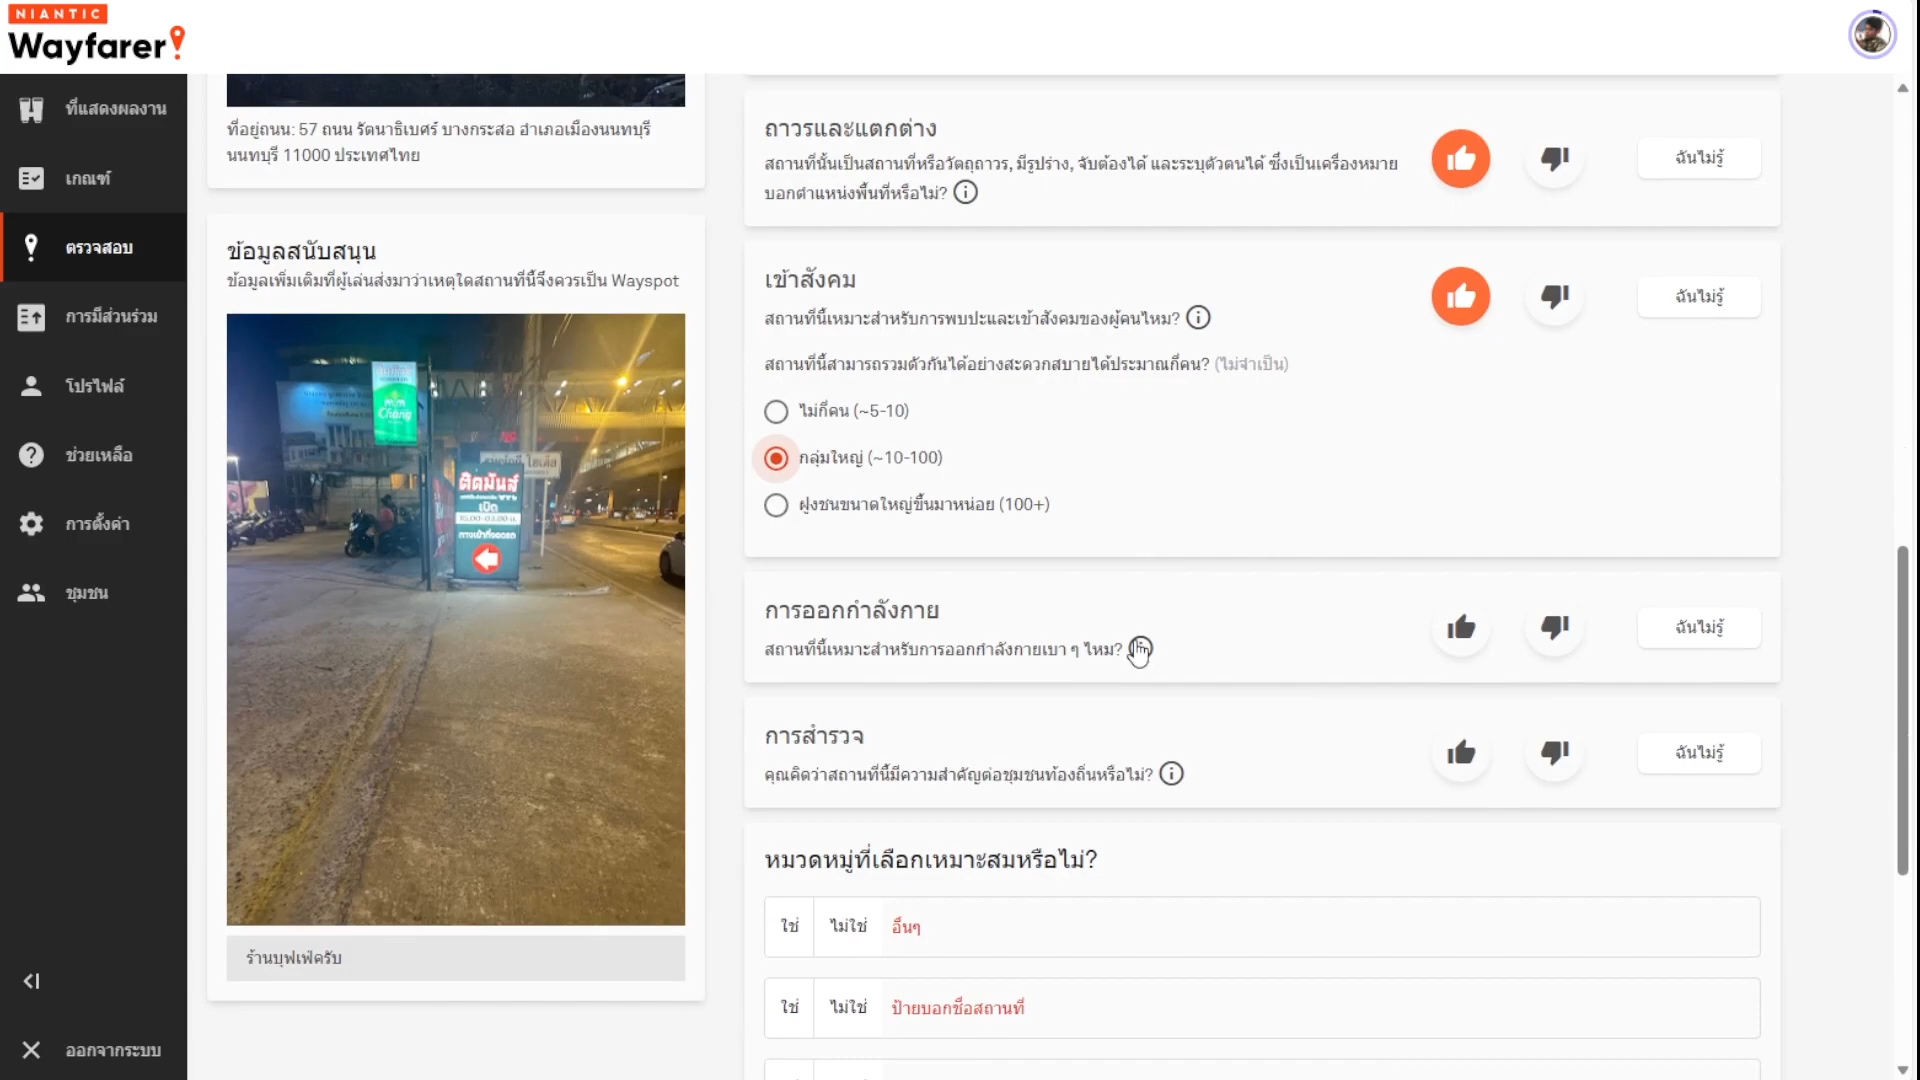 NIANTIC
Wayfarer
ที่แสดงผลงาน
เกณฑ์
ตรวจสอบ
การมีส่วนร่วม
โปรไฟล์
ช่วยเหลือ
การตั้งค่า
ชุมชน
ออกจากระบบ
ที่อยู่ถนน: 57 ถนน รัตนาธิเบศร์ บางกระสอ อำเภอเมืองนนทบุรี
นนทบุรี 11000 ประเทศไทย
ข้อมูลสนับสนุน
ข้อมูลเพิ่มเติมที่ผู้เล่นส่งมาว่าเหตุใดสถานที่นี้จึงควรเป็น Wayspot
Chang
ติดมันส์
เปิด
ทางเข้าที่จอดรถ
ร้านบุฟเฟ่ครับ
ถาวรและแตกต่าง
สถานที่นั้นเป็นสถานที่หรือวัตถุถาวร, มีรูปร่าง, จับต้องได้ และระบุตัวตนได้ ซึ่งเป็นเครื่องหมาย
บอกตำแหน่งพื้นที่หรือไม่?
ฉันไม่รู้
เข้าสังคม
สถานที่นี้เหมาะสำหรับการพบปะและเข้าสังคมของผู้คนไหม?
ฉันไม่รู้
สถานที่นี้สามารถรวมตัวกันได้อย่างสะดวกสบายได้ประมาณกี่คน? (ไม่จำเป็น)
ไม่กี่คน (~5-10)
กลุ่มใหญ่ (~10-100)
ฝูงชนขนาดใหญ่ขึ้นมาหน่อย (100+)
การออกกำลังกาย
สถานที่นี้เหมาะสำหรับการออกกำลังกายเบา ๆ ไหม?
ฉันไม่รู้
การสำรวจ
คุณคิดว่าสถานที่นี้มีความสำคัญต่อชุมชนท้องถิ่นหรือไม่?
ฉันไม่รู้
หมวดหมู่ที่เลือกเหมาะสมหรือไม่?
ใช่ ไม่ใช่ อื่นๆ
ใช่ ไม่ใช่ ป้ายบอกชื่อสถานที่